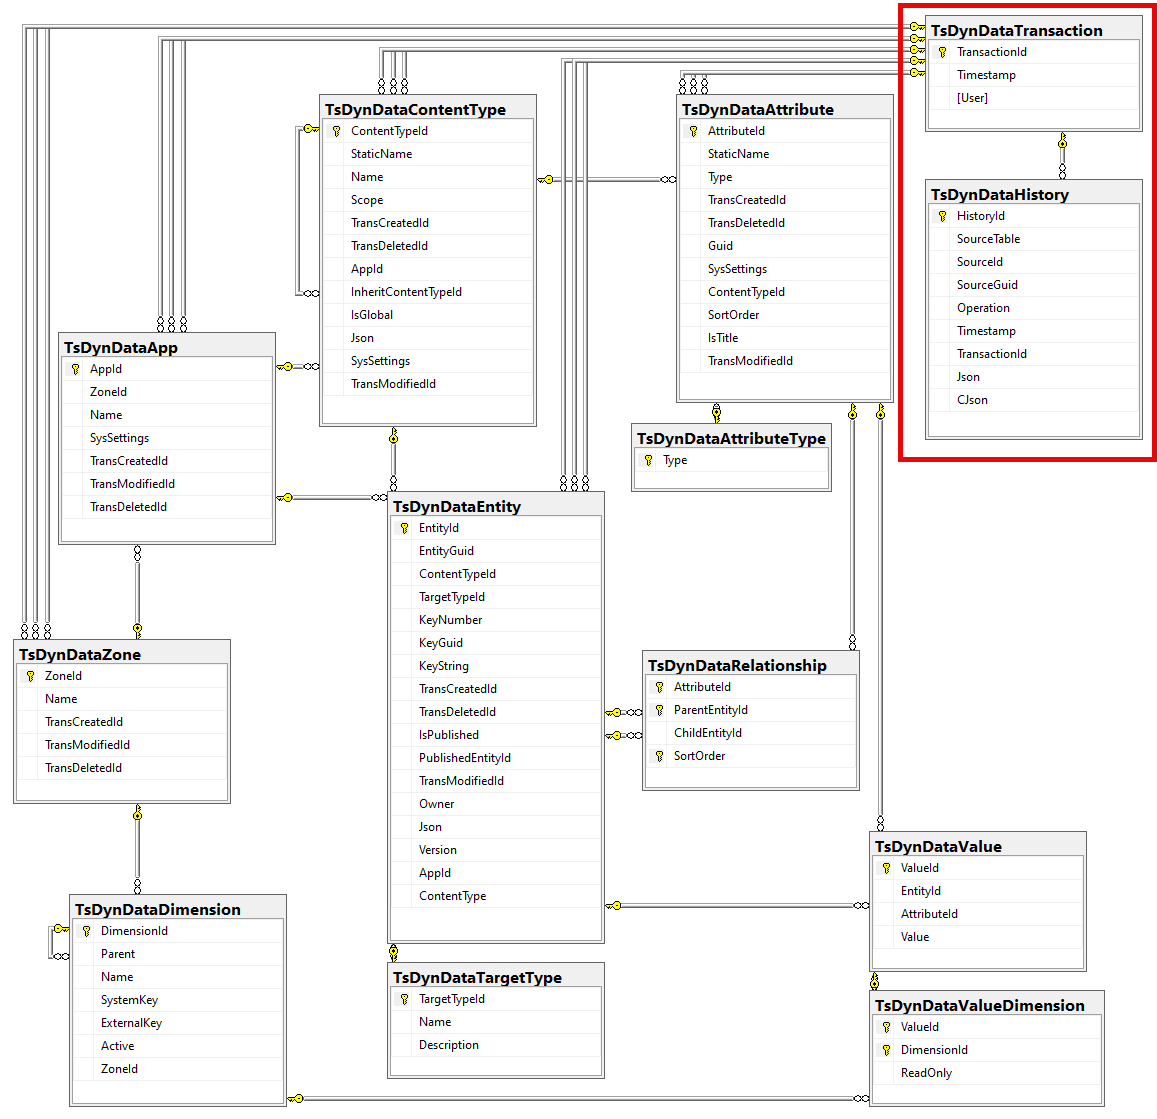 TsDynDataTransaction
TransactionId
Timestamp
[User]
TsDynDataHistory
HistoryId
SourceTable
SourceId
SourceGuid
Operation
Timestamp
TransactionId
Json
CJson
TsDynDataContentType
ContentTypeId
StaticName
Name
Scope
TransCreatedId
TransDeletedId
AppId
InheritContentTypeId
IsGlobal
Json
SysSettings
TransModifiedId
TsDynDataAttribute
AttributeId
StaticName
Type
TransCreatedId
TransDeletedId
Guid
SysSettings
ContentTypeId
SortOrder
IsTitle
TransModifiedId
TsDynDataApp
AppId
ZoneId
Name
SysSettings
TransCreatedId
TransModifiedId
TransDeletedId
TsDynDataAttributeType
Type
TsDynDataEntity
EntityId
EntityGuid
ContentTypeId
TargetTypeId
KeyNumber
KeyGuid
KeyString
TransCreatedId
TransDeletedId
IsPublished
PublishedEntityId
TransModifiedId
Owner
Json
Version
AppId
ContentType
TsDynDataZone
ZoneId
Name
TransCreatedId
TransModifiedId
TransDeletedId
TsDynDataRelationship
AttributeId
ParentEntityId
ChildEntityId
SortOrder
TsDynDataValue
ValueId
EntityId
AttributeId
Value
TsDynDataDimension
DimensionId
Parent
Name
SystemKey
ExternalKey
Active
ZoneId
TsDynDataTargetType
TargetTypeId
Name
Description
TsDynDataValueDimension
ValueId
DimensionId
ReadOnly